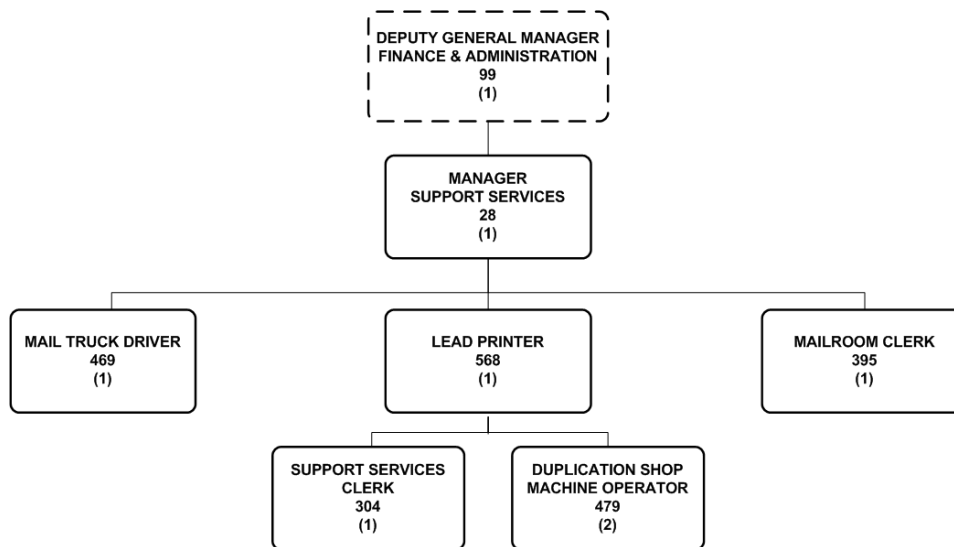 DEPUTY GENERAL MANAGER
FINANCE & ADMINISTRATION
99
(1)
MANAGER
SUPPORT SERVICES
28
(1)
MAIL TRUCK DRIVER
469
(1)
LEAD PRINTER
568
(1)
MAILROOM CLERK
395
(1)
SUPPORT SERVICES
CLERK
304
(1)
DUPLICATION SHOP
MACHINE OPERATOR
479
(2)